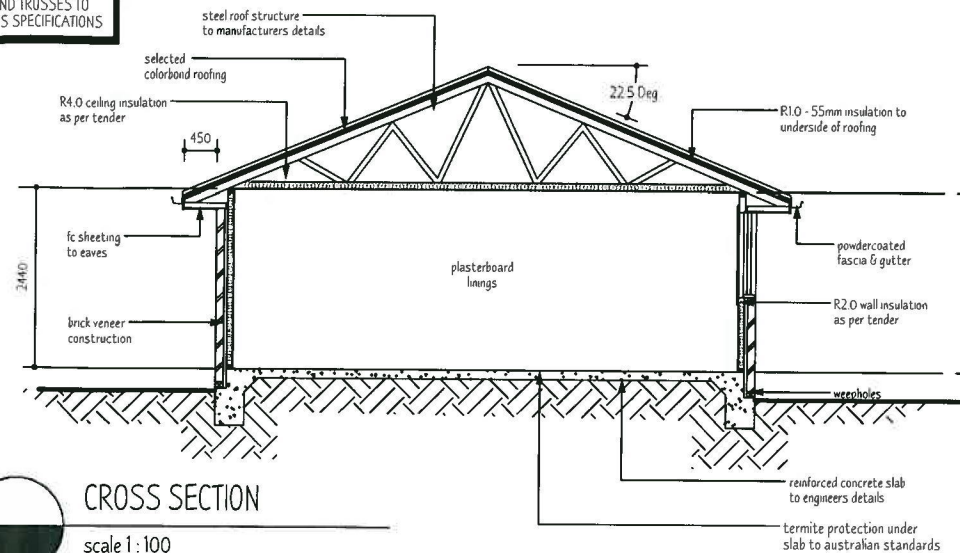 ND TRUSSES TO
S SPECIFICATIONS
steel roof structure
to manufacturers details
selected
colorbond roofing
R4.0 ceiling insulation
as per tender
450
22.5 Deg
R1.0 - 55mm insulation to
underside of roofing
fc sheeting
to eaves
2440
brick veneer
construction
plasterboard
linings
powdercoated
fascia & gutter
R2.0 wall insulation
as per tender
weepholes
reinforced concrete slab
to engineers details
termite protection under
slab to australian standards
CROSS SECTION
scale 1 : 100